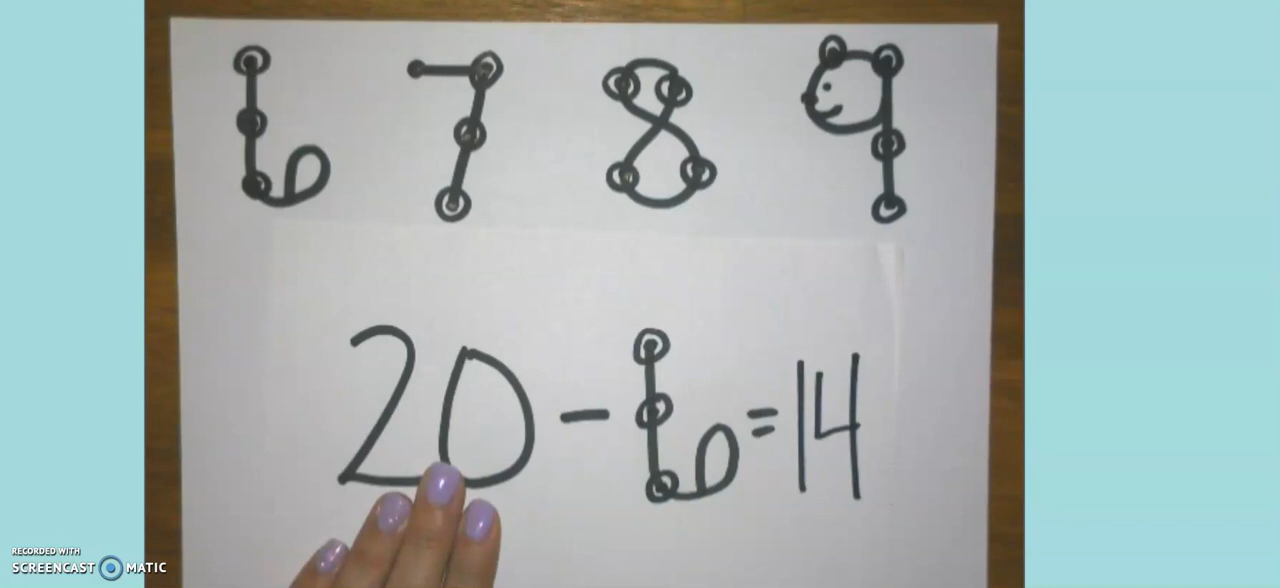 6 7 8 9
20 - 6 = 14
RECORDED WITH
SCREENCAST MATIC